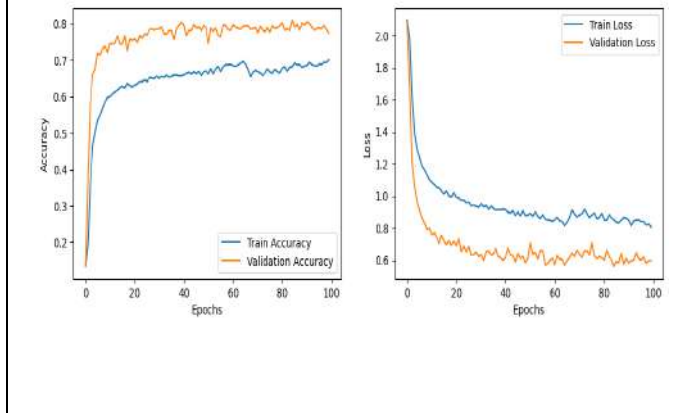 0.8
0.7
0.6
0.5
0.4
0.3
0.2
Accuracy
Train Accuracy
Validation Accuracy
0 20 40 60 80 100
Epochs
2.0
1.8
1.6
1.4
1.2
1.0
0.8
0.6
Loss
Train Loss
Validation Loss
0 20 40 60 80 100
Epochs